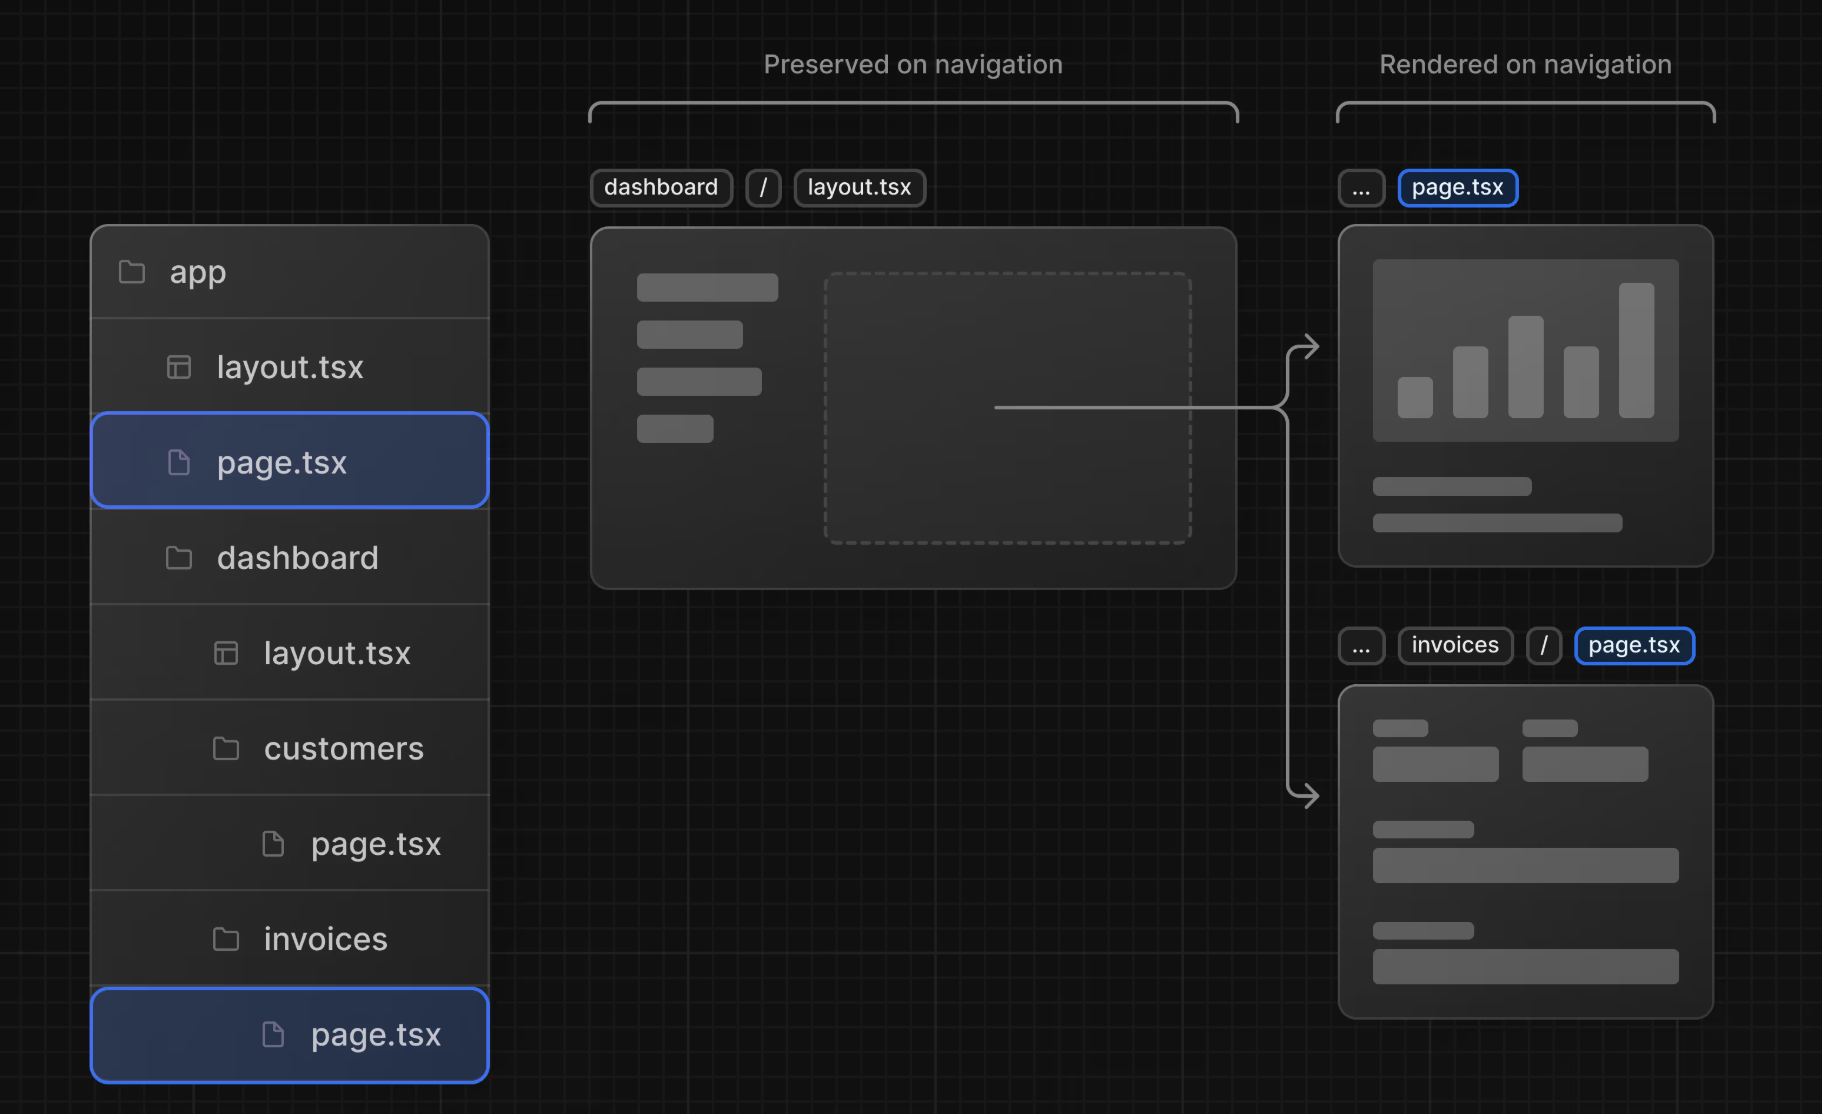 Preserved on navigation
Rendered on navigation
dashboard / layout.tsx
... page.tsx
app
layout.tsx
page.tsx
dashboard
layout.tsx
customers
page.tsx
invoices
page.tsx
... invoices / page.tsx